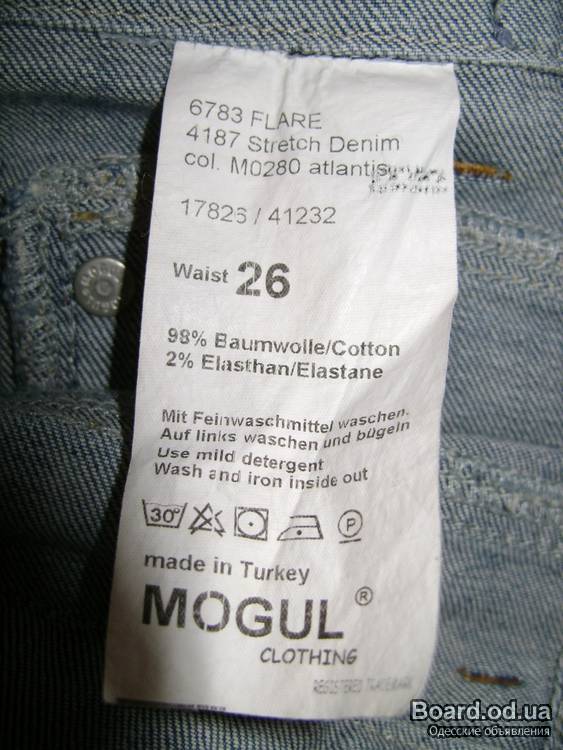 6783 FLARE
4187 Stretch Denim
col. M0280 atlantis
17826 / 41232
Waist 26
98% Baumwolle/Cotton
2% Elasthan/Elastane
Mit Feinwaschmittel waschen.
Auf links waschen und bügeln
Use mild detergent
Wash and iron inside out
30°
P
made in Turkey
MOGUL ®
CLOTHING
REGISTERED TRADEMARK
Board.od.ua
Одесские объявления